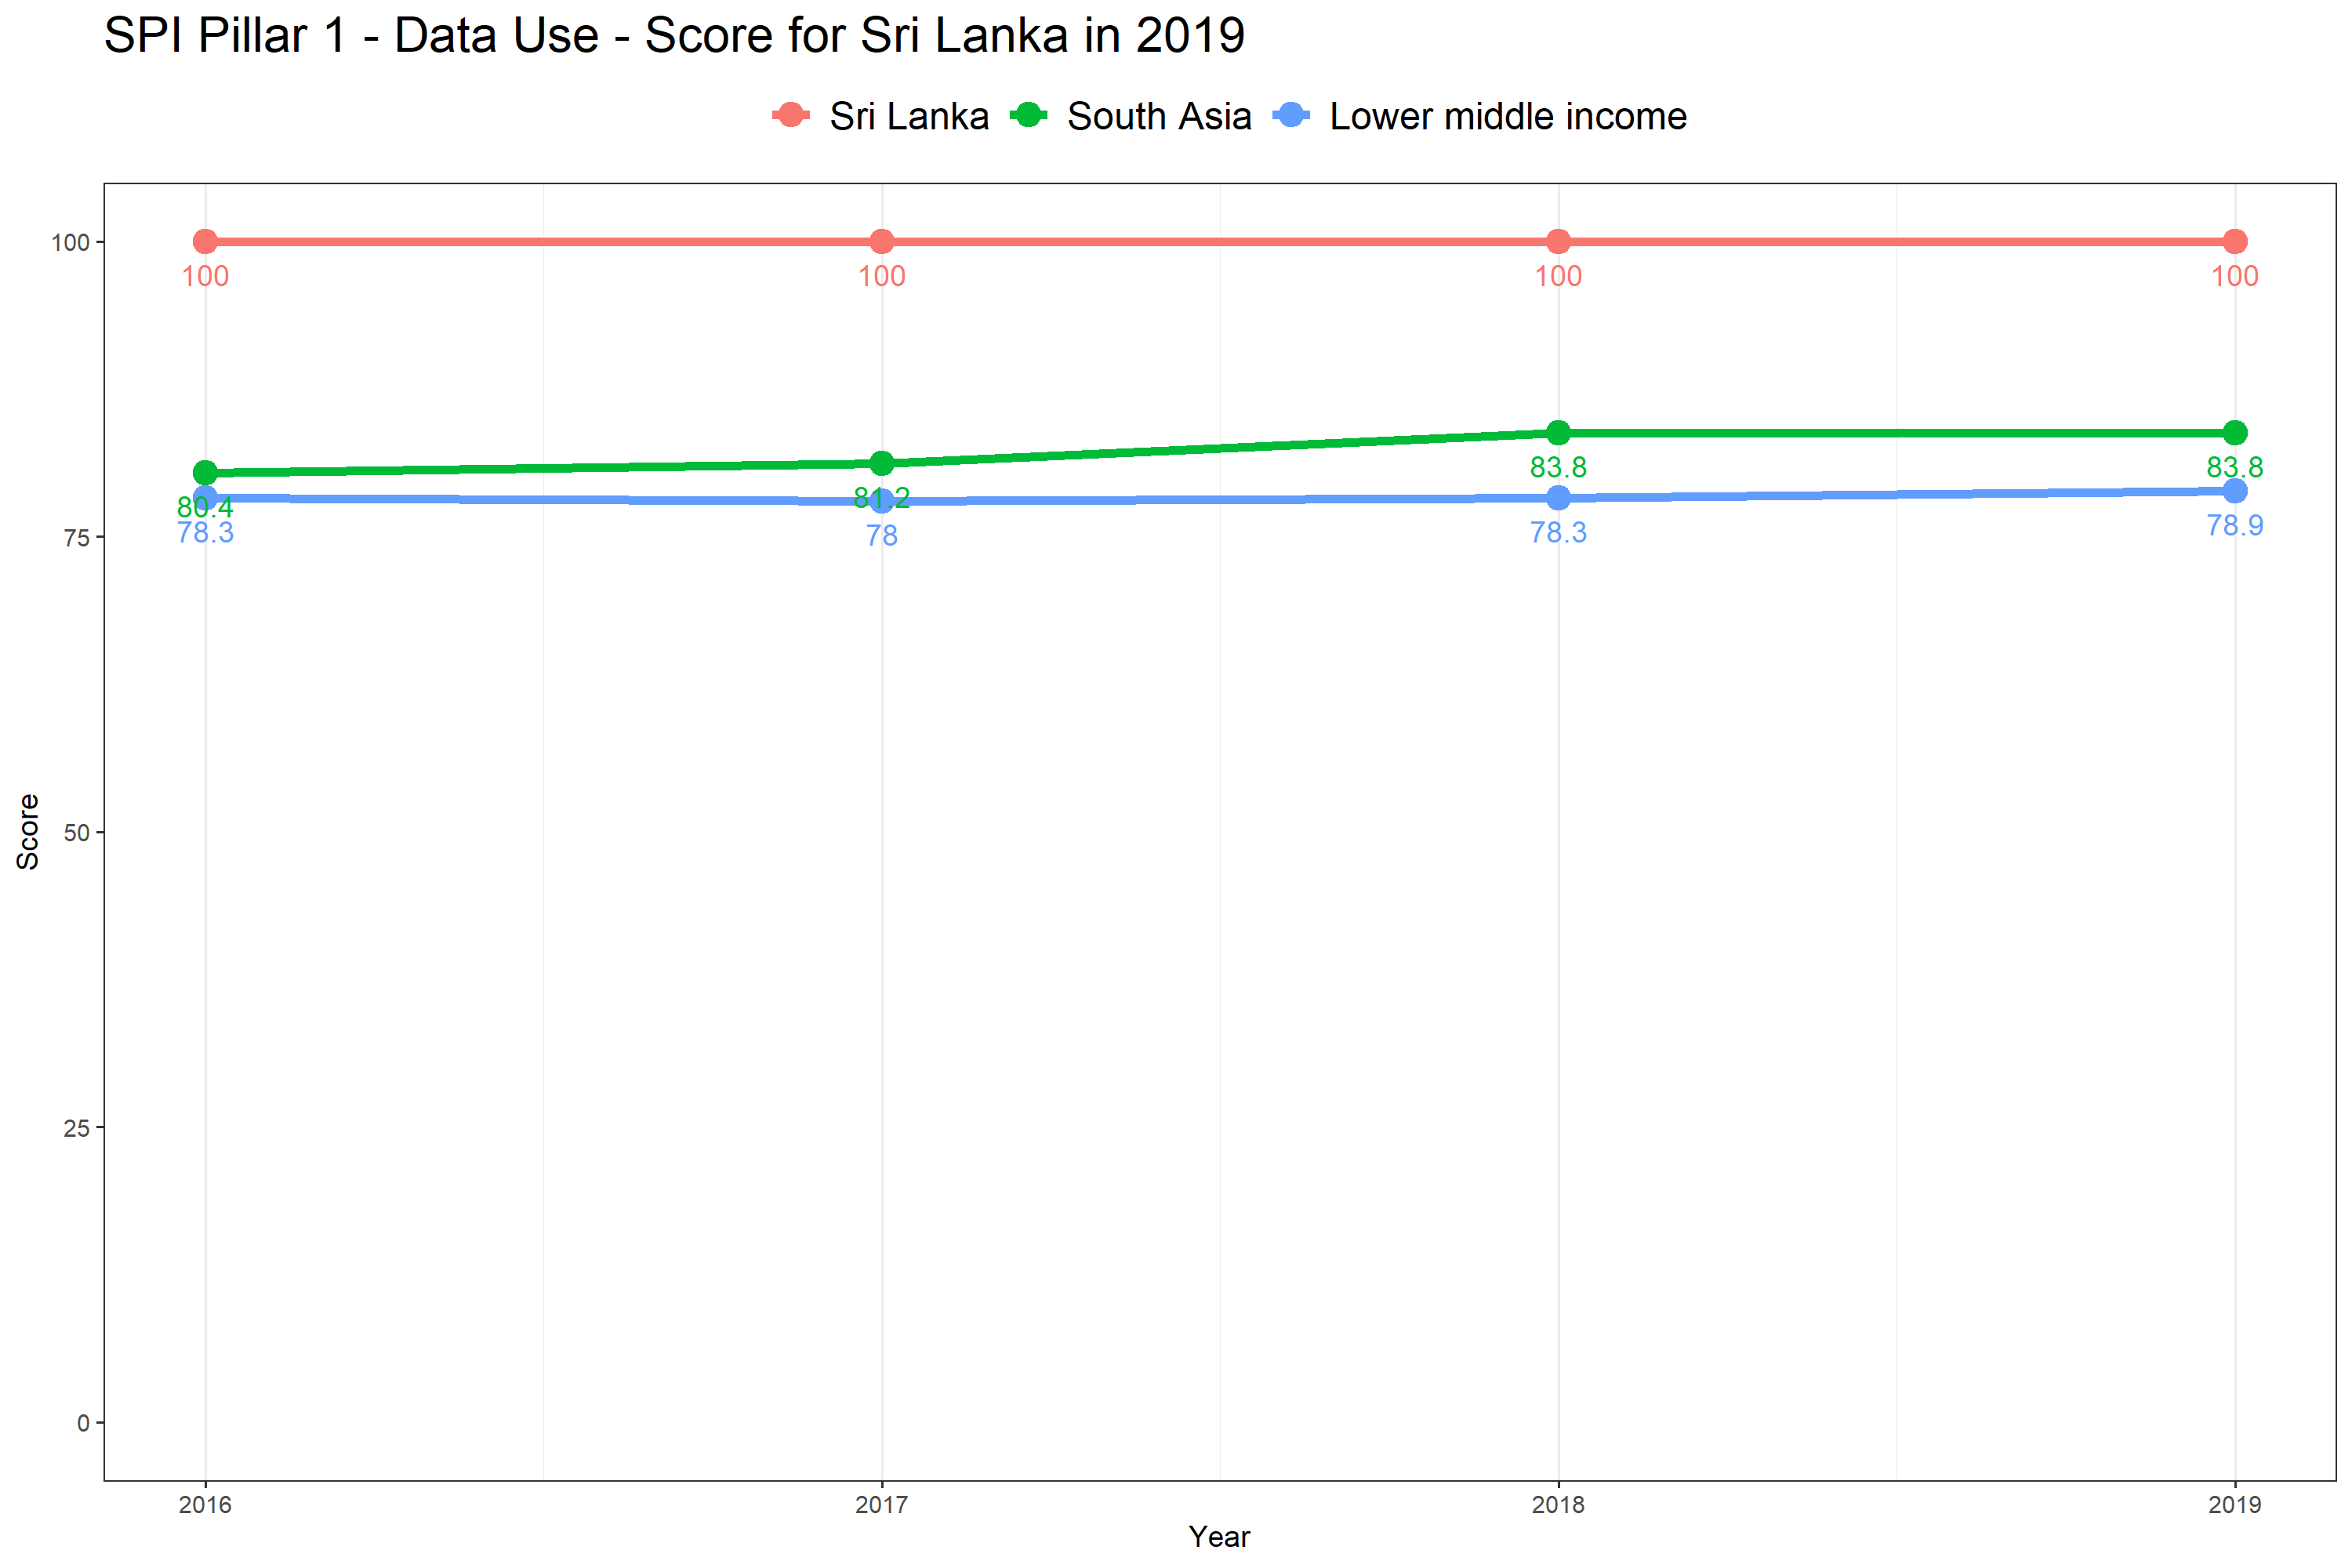 SPI Pillar 1 - Data Use - Score for Sri Lanka in 2019
Sri Lanka South Asia Lower middle income
100
100 100 100 100
83.8 83.8
80.4 81.2
78.3 78 78.3 78.9
75
50
Score
25
0
2016 2017 2018 2019
Year